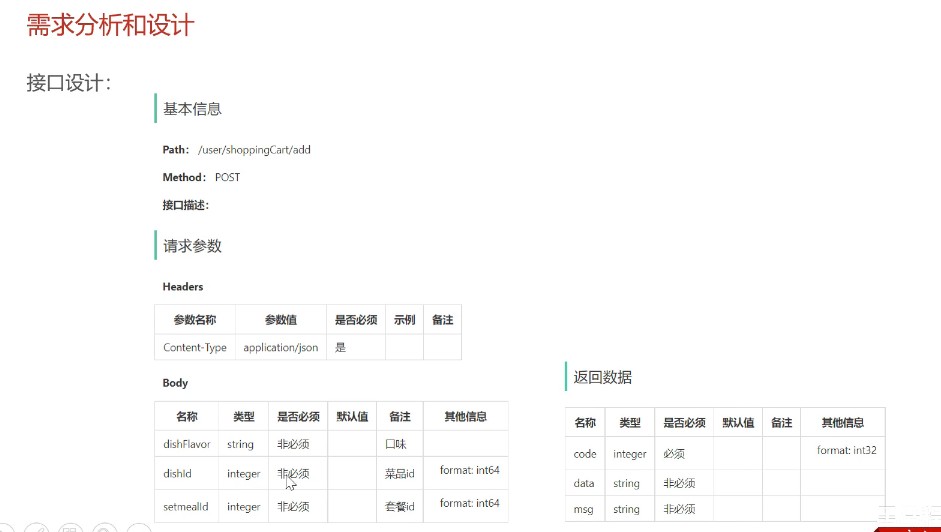 需求分析和设计
接口设计：
基本信息
Path： /user/shoppingCart/add
Method： POST
接口描述：
请求参数
Headers
参数名称 参数值 是否必须 示例 备注
Content-Type application/json 是
Body
名称 类型 是否必须 默认值 备注 其他信息
dishFlavor string 非必须 口味
dishId integer 非必须 菜品id format: int64
setmealId integer 非必须 套餐id format: int64
返回数据
名称 类型 是否必须 默认值 备注 其他信息
code integer 必须 format: int32
data string 非必须
msg string 非必须